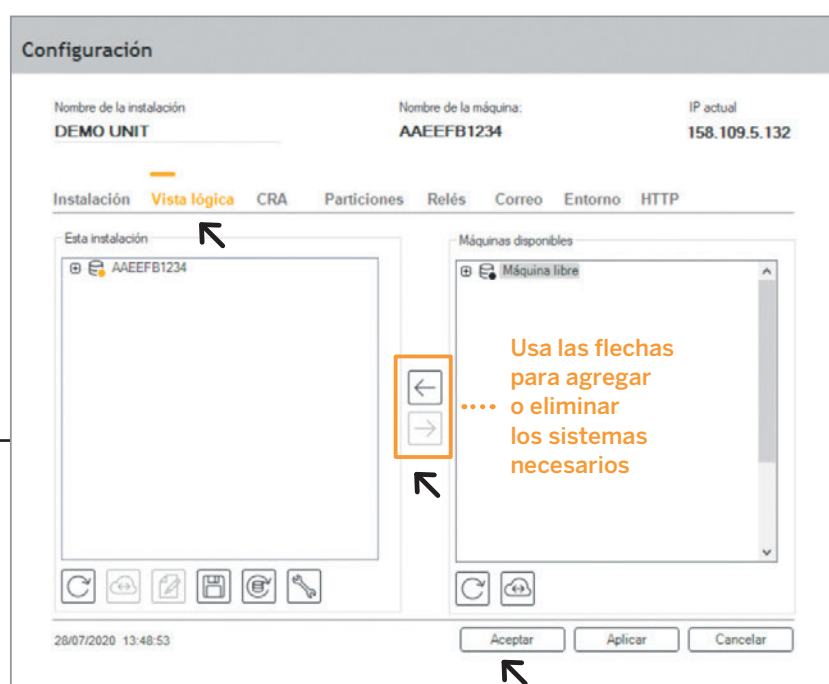 Configuración
Nombre de la instalación
Nombre de la máquina:
IP actual
DEMO UNIT
AAEEFB1234
158.109.5.132
Instalación Vista lógica CRA Particiones Relés Correo Entorno HTTP
Esta instalación
Máquinas disponibles
AAEEFB1234
Máquina libre
Usa las flechas
para agregar
o eliminar
los sistemas
necesarios
28/07/2020 13:48:53
Aceptar
Aplicar
Cancelar